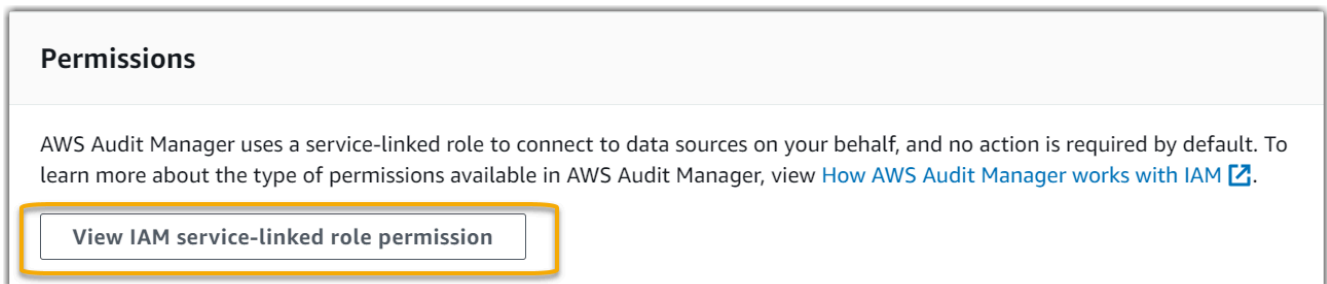 Permissions
AWS Audit Manager uses a service-linked role to connect to data sources on your behalf, and no action is required by default. To
learn more about the type of permissions available in AWS Audit Manager, view How AWS Audit Manager works with IAM.
View IAM service-linked role permission